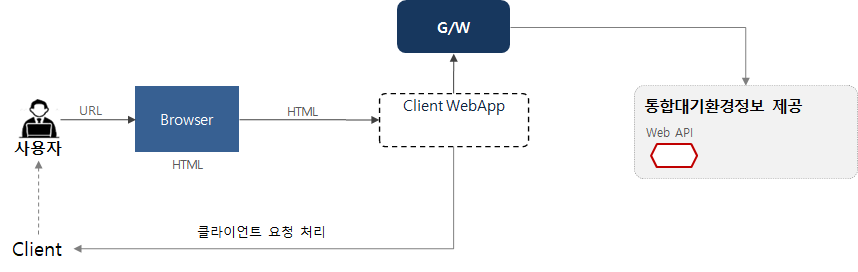 G/W
Client WebApp
통합대기환경정보 제공
Web API
URL
Browser
HTML
사용자
HTML
클라이언트 요청 처리
Client